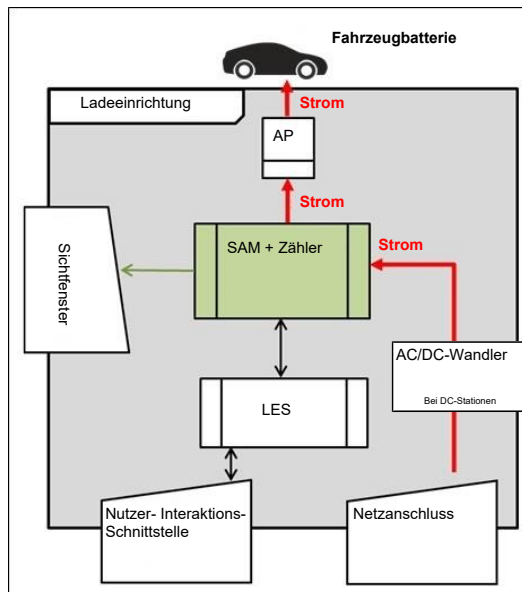 Fahrzeugbatterie
Ladeeinrichtung
Strom
AP
Strom
SAM + Zähler
Strom
Sichtfenster
AC/DC-Wandler
Bei DC-Stationen
LES
Nutzer- Interaktions-
Schnittstelle
Netzanschluss